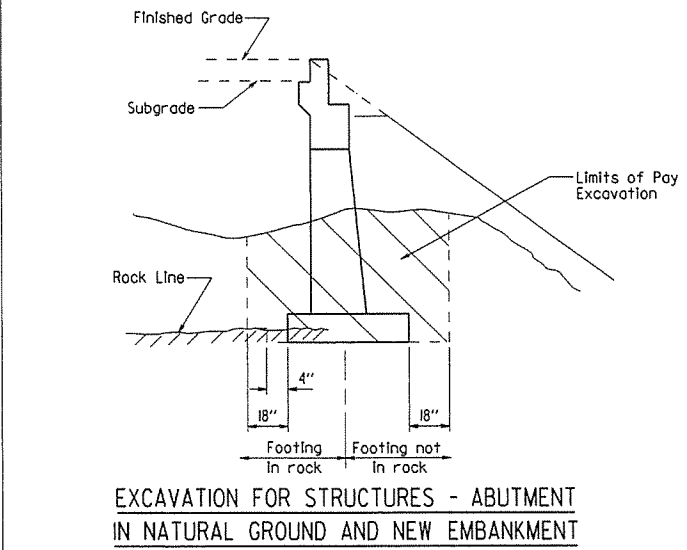 Finished Grade
Subgrade
Limits of Pay
Excavation
Rock Line
4"
18"
18"
Footing
in rock
Footing not
in rock
EXCAVATION FOR STRUCTURES - ABUTMENT
IN NATURAL GROUND AND NEW EMBANKMENT